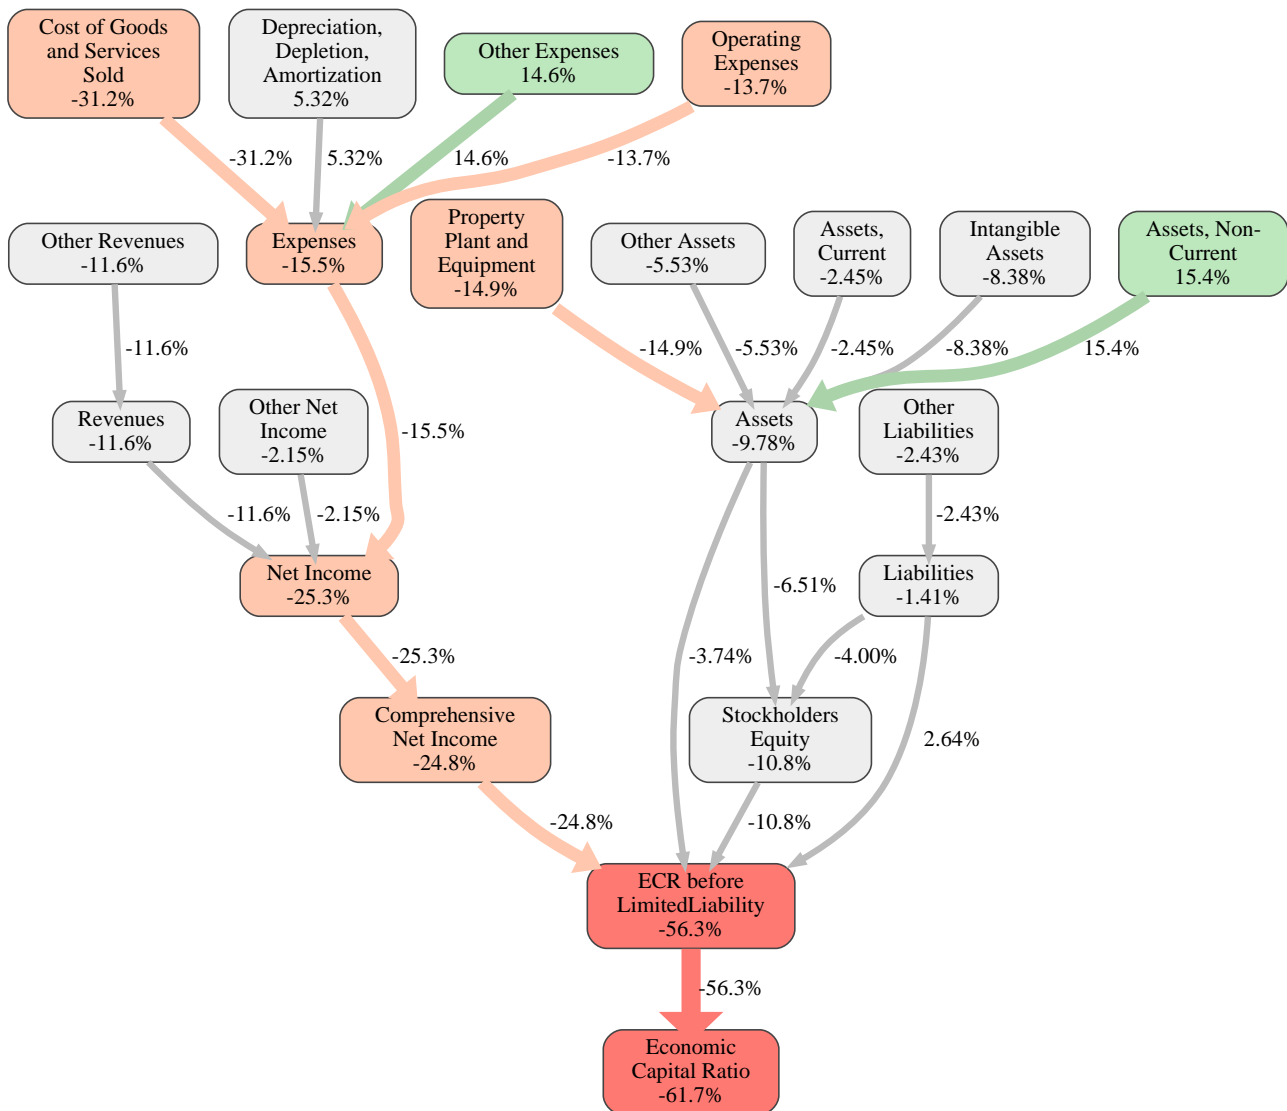 Cost of Goods
and Services
Sold
-31.2%
Depreciation,
Depletion,
Amortization
5.32%
Other Expenses
14.6%
Operating
Expenses
-13.7%
-31.2%
5.32%
14.6%
-13.7%
Other Revenues
-11.6%
Expenses
-15.5%
Property
Plant and
Equipment
-14.9%
Other Assets
-5.53%
Assets,
Current
-2.45%
Intangible
Assets
-8.38%
Assets, Non-
Current
15.4%
-11.6%
-14.9%
-5.53%
-2.45%
-8.38%
15.4%
Revenues
-11.6%
Other Net
Income
-2.15%
-15.5%
Assets
-9.78%
Other
Liabilities
-2.43%
-11.6%
-2.15%
-2.43%
Net Income
-25.3%
-6.51%
Liabilities
-1.41%
-25.3%
-3.74%
-4.00%
Comprehensive
Net Income
-24.8%
Stockholders
Equity
-10.8%
2.64%
-24.8%
-10.8%
ECR before
LimitedLiability
-56.3%
-56.3%
Economic
Capital Ratio
-61.7%